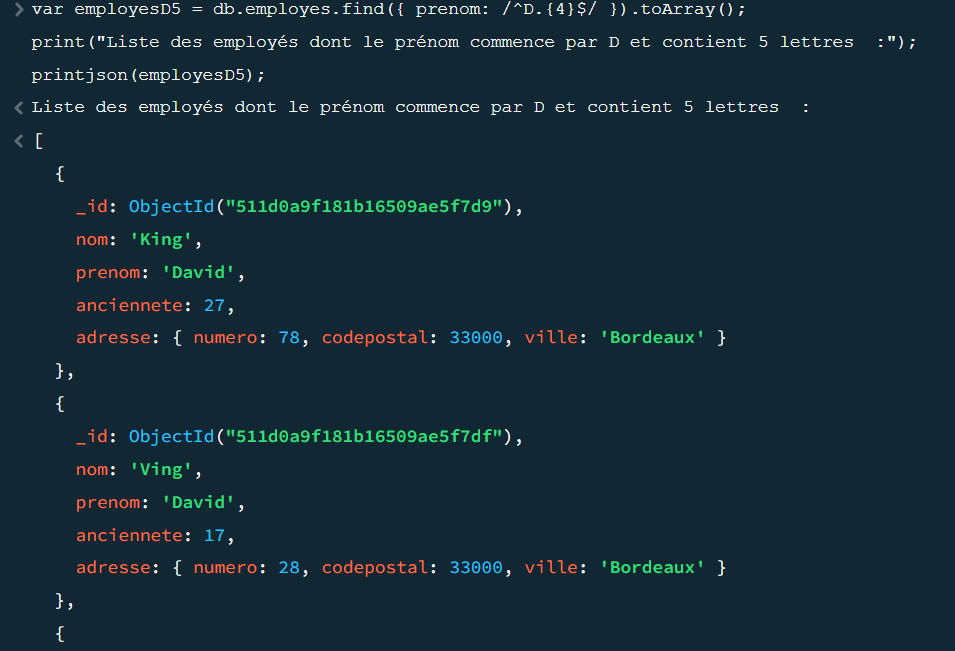 > var employesD5 = db.employes.find({ prenom: /^D.{4}$/ }).toArray();
print("Liste des employés dont le prénom commence par D et contient 5 lettres  :");
printjson(employesD5);
< Liste des employés dont le prénom commence par D et contient 5 lettres  :
< [
{
_id: ObjectId("511d0a9f181b16509ae5f7d9"),
nom: 'King',
prenom: 'David',
anciennete: 27,
adresse: { numero: 78, codepostal: 33000, ville: 'Bordeaux' }
},
{
_id: ObjectId("511d0a9f181b16509ae5f7df"),
nom: 'Ving',
prenom: 'David',
anciennete: 17,
adresse: { numero: 28, codepostal: 33000, ville: 'Bordeaux' }
},
{